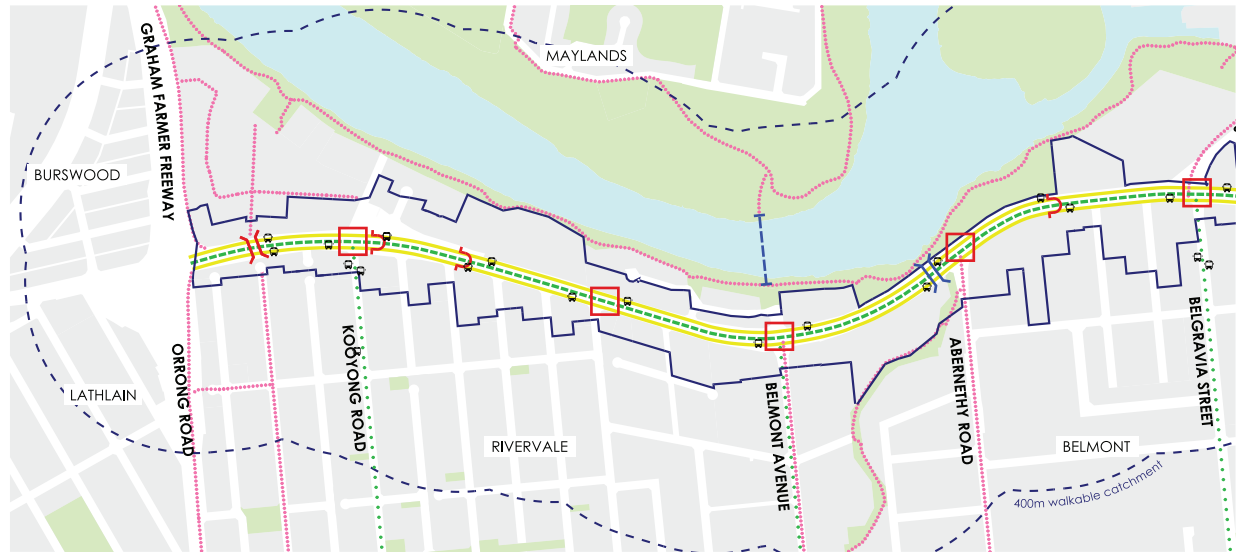 GRAHAM FARMER FREEWAY
MAYLANDS
BURSWOOD
LATHLAIN
ORRONG ROAD
KOOYONG ROAD
RIVERVALE
BELMONT AVENUE
ABERNETHY ROAD
BELMONT
BELGRAVIA STREET
400m walkable catchment